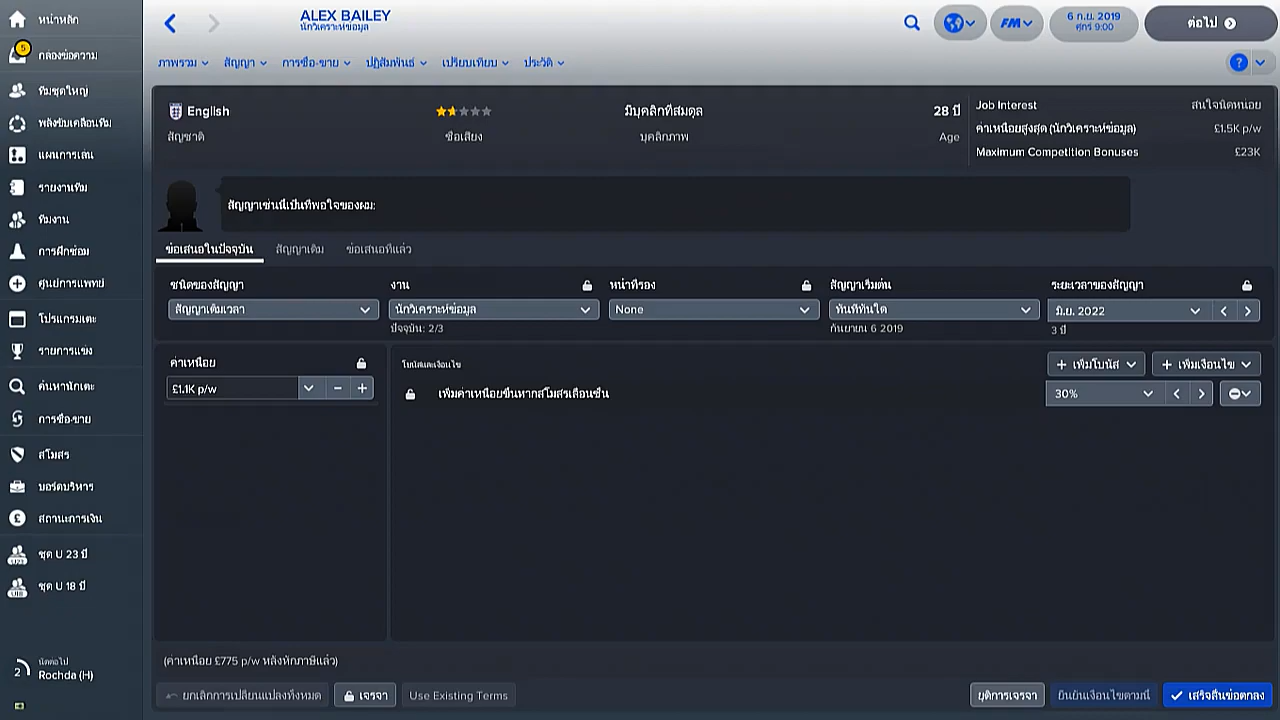 หน้าหลัก
5
กล่องข้อความ
ทีมชุดใหญ่
พลังขับเคลื่อนทีม
แผนการเล่น
รายงานทีม
ทีมงาน
การฝึกซ้อม
ศูนย์การแพทย์
โปรแกรมเตะ
รายการแข่ง
ค้นหานักเตะ
การซื้อ-ขาย
สโมสร
บอร์ดบริหาร
สถานะการเงิน
ชุด U 23 ปี
ชุด U 18 ปี
นัดต่อไป
2
Rochda (H)
ALEX BAILEY
นักวิเคราะห์ข้อมูล
FM
6 ก.ย. 2019
ศุกร์ 9:00
ต่อไป
ภาพรวม
สัญญา
การซื้อ-ขาย
ปฏิสัมพันธ์
เปรียบเทียบ
ประวัติ
?
English
สัญชาติ
ชื่อเสียง
มีบุคลิกที่สมดุล
บุคลิกภาพ
28 ปี
Age
Job Interest
สนใจนิดหน่อย
ค่าเหนื่อยสูงสุด (นักวิเคราะห์ข้อมูล)
£1.5K p/w
Maximum Competition Bonuses
£23K
สัญญาเช่นนี้เป็นที่พอใจของผม:
ข้อเสนอในปัจจุบัน
สัญญาเดิม
ข้อเสนอที่แล้ว
ชนิดของสัญญา
งาน
หน้าที่รอง
สัญญาเริ่มต้น
ระยะเวลาของสัญญา
สัญญาเต็มเวลา
นักวิเคราะห์ข้อมูล
None
ทันทีทันใด
มิ.ย. 2022
ปัจจุบัน: 2/3
กันยายน 6 2019
3 ปี
ค่าเหนื่อย
£1.1K p/w
โบนัสและเงื่อนไข
+ เพิ่มโบนัส
+ เพิ่มเงื่อนไข
เพิ่มค่าเหนื่อยขึ้นหากสโมสรเลื่อนชั้น
30%
(ค่าเหนื่อย £775 p/w หลังหักภาษีแล้ว)
ยกเลิกการเปลี่ยนแปลงทั้งหมด
เจรจา
Use Existing Terms
ยุติการเจรจา
ยืนยันเงื่อนไขตามนี้
เสร็จสิ้นข้อตกลง